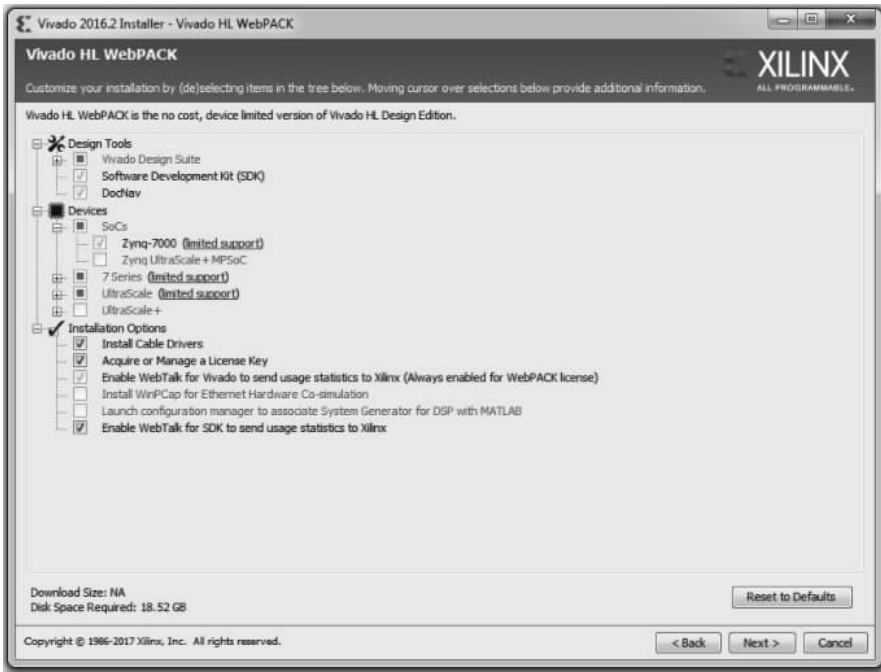 Vivado 2016.2 Installer - Vivado HL WebPACK
Vivado HL WebPACK
XILINX
ALL PROGRAMMABLE.
Customize your installation by (de)selecting items in the tree below. Moving cursor over selections below provide additional information.
Vivado HL WebPACK is the no cost, device limited version of Vivado HL Design Edition.
Design Tools
Vivado Design Suite
Software Development Kit (SDK)
DocNav
Devices
SoCs
Zynq-7000 (limited support)
Zynq UltraScale+ MPSoC
7 Series (limited support)
UltraScale (limited support)
UltraScale+
Installation Options
Install Cable Drivers
Acquire or Manage a License Key
Enable WebTalk for Vivado to send usage statistics to Xilinx (Always enabled for WebPACK license)
Install WinPCap for Ethernet Hardware Co-simulation
Launch configuration manager to associate System Generator for DSP with MATLAB
Enable WebTalk for SDK to send usage statistics to Xilinx
Download Size: NA
Disk Space Required: 18.52 GB
Reset to Defaults
Copyright © 1986-2017 Xilinx, Inc. All rights reserved.
< Back Next > Cancel